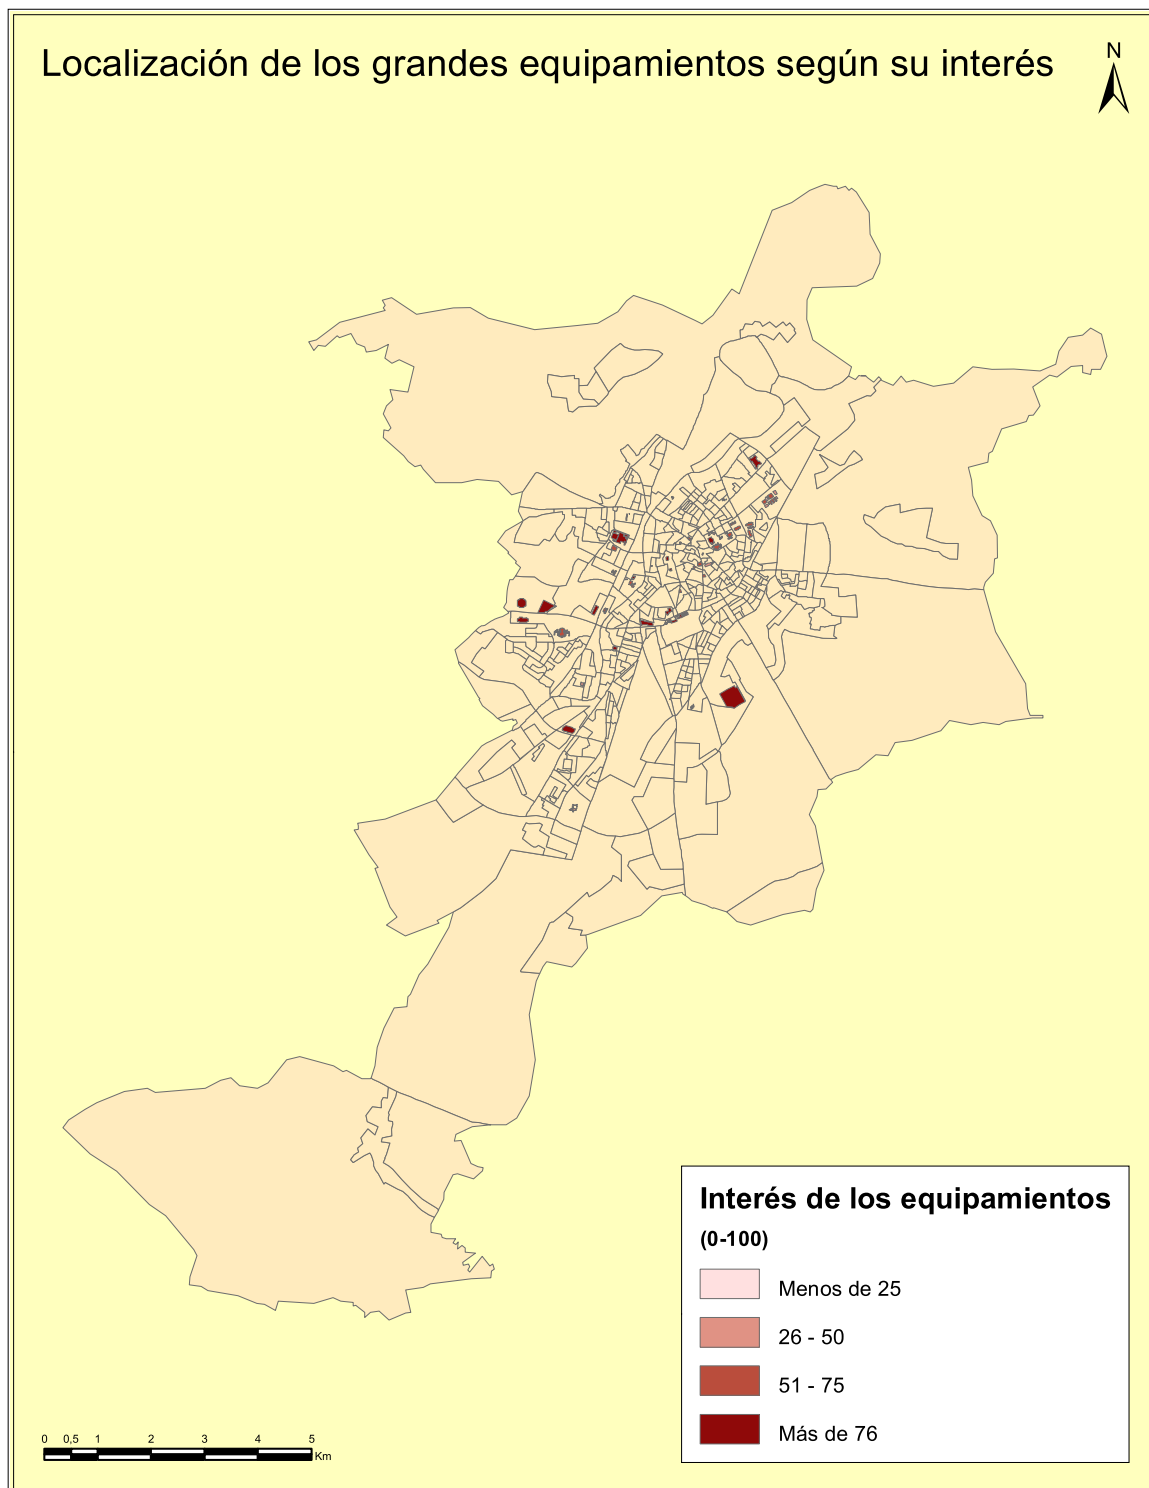 Localización de los grandes equipamientos según su interés
N
Interés de los equipamientos
(0-100)
Menos de 25
26 - 50
51 - 75
Más de 76
0 0,5 1 2 3 4 5
Km